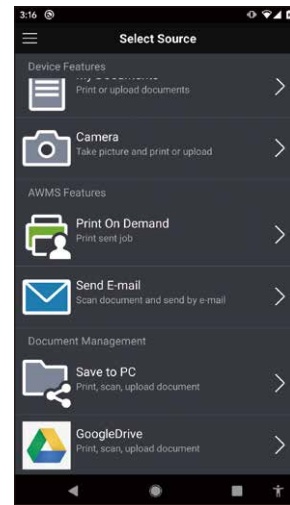 3:16
Select Source
Device Features
My Documents
Print or upload documents
Camera
Take picture and print or upload
AWMS Features
Print On Demand
Print sent job
Send E-mail
Scan document and send by e-mail
Document Management
Save to PC
Print, scan, upload document
GoogleDrive
Print, scan, upload document